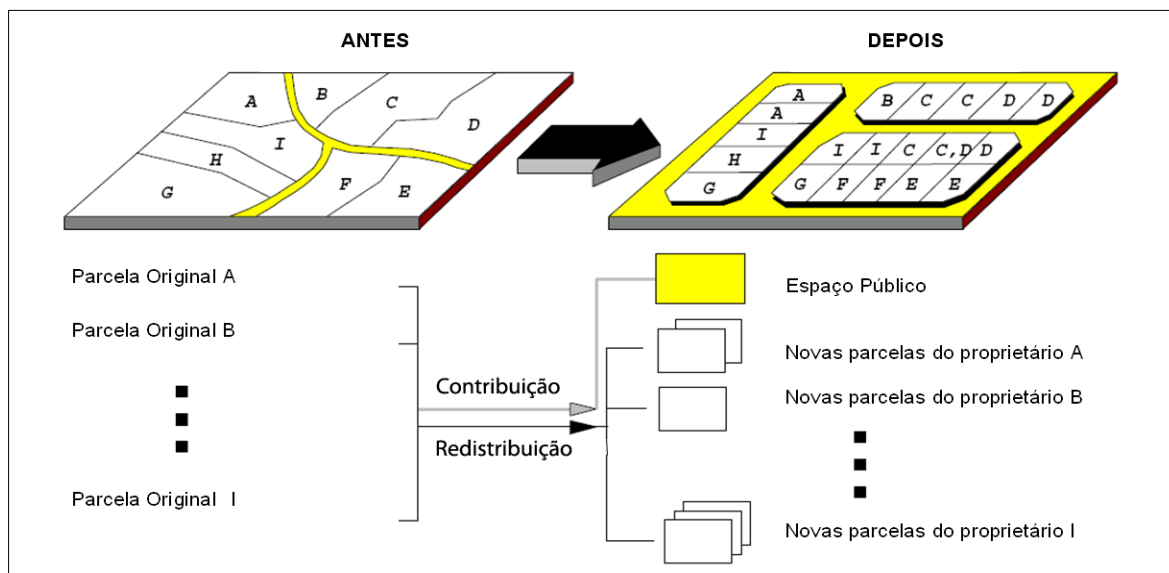 ANTES
DEPOIS
A
B
C
D
I
H
G
F
E
A
A
I
H
G
B C C D D
I I C C,D D
G F F E E
Parcela Original A
Parcela Original B
Parcela Original I
Contribuição
Redistribuição
Espaço Público
Novas parcelas do proprietário A
Novas parcelas do proprietário B
Novas parcelas do proprietário I